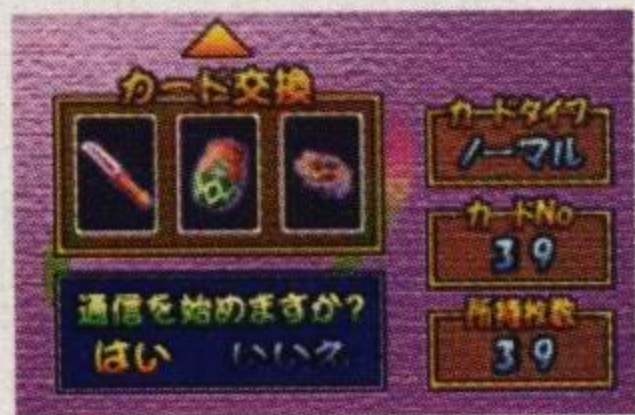 カード交換
通信を始めますか?
はい いいえ
カードタイプ
ノーマル
カードNo
39
所持枚数
39